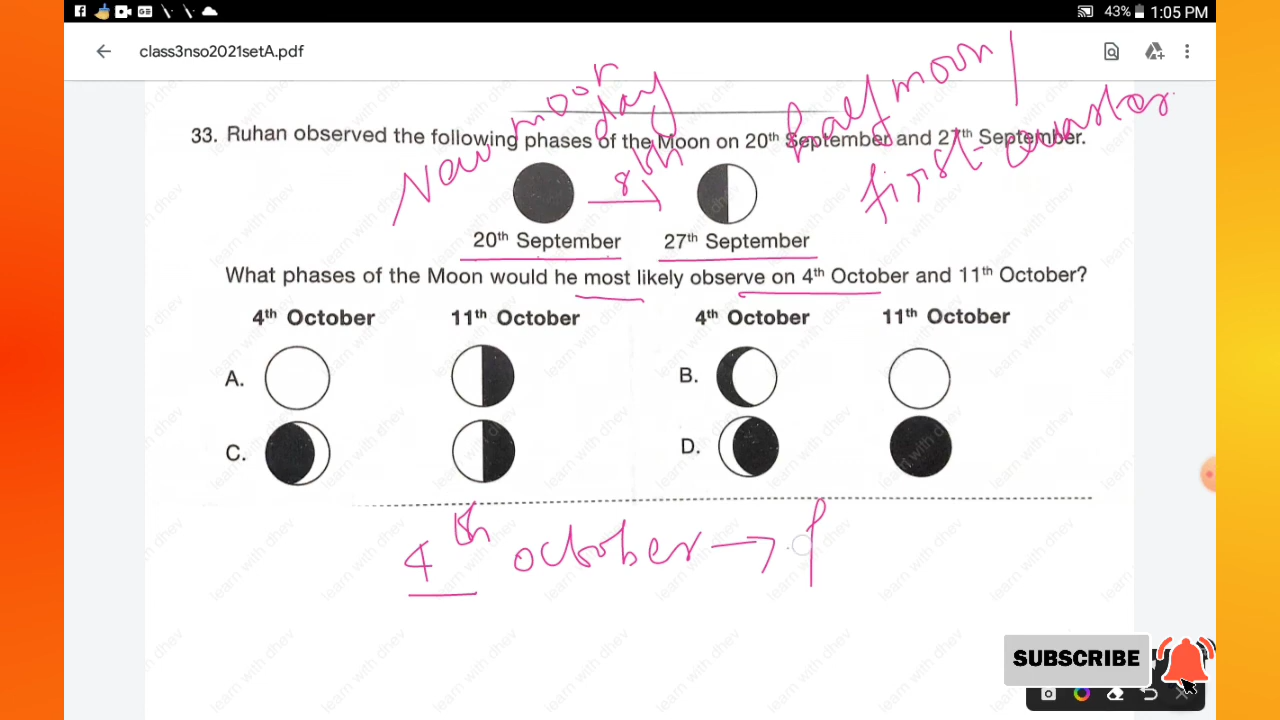 43% 1:05 PM
class3nso2021setA.pdf
New moon day
half moon /
first quarter
33. Ruhan observed the following phases of the Moon on 20th September and 27th September.
8th
20th September 27th September
What phases of the Moon would he most likely observe on 4th October and 11th October?
4th October 11th October 4th October 11th October
A. B.
C. D.
4th october → f
learn with dhev
SUBSCRIBE